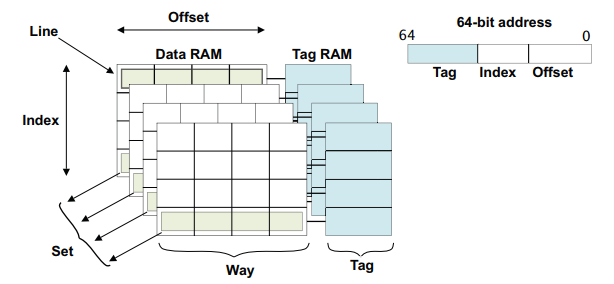 Offset
64-bit address
Line
64
0
Data RAM
Tag RAM
Tag Index Offset
Index
Set
Way
Tag